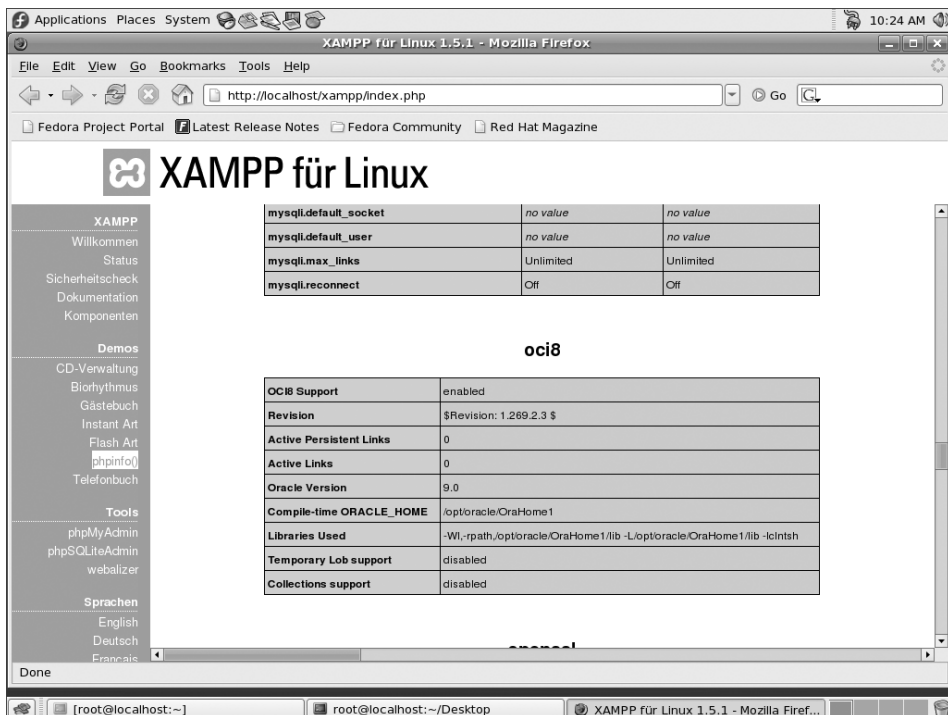 Applications Places System 10:24 AM
XAMPP für Linux 1.5.1 - Mozilla Firefox
File Edit View Go Bookmarks Tools Help
http://localhost/xampp/index.php Go G
Fedora Project Portal Latest Release Notes Fedora Community Red Hat Magazine
XAMPP für Linux
XAMPP
Willkommen
Status
Sicherheitscheck
Dokumentation
Komponenten
Demos
CD-Verwaltung
Biorhythmus
Gästebuch
Instant Art
Flash Art
phpinfo()
Telefonbuch
Tools
phpMyAdmin
phpSQLiteAdmin
webalizer
Sprachen
English
Deutsch
Francais
mysqli.default_socket no value no value
mysqli.default_user no value no value
mysqli.max_links Unlimited Unlimited
mysqli.reconnect Off Off
oci8
OCI8 Support enabled
Revision $Revision: 1.269.2.3 $
Active Persistent Links 0
Active Links 0
Oracle Version 9.0
Compile-time ORACLE_HOME /opt/oracle/OraHome1
Libraries Used -Wl,-rpath,/opt/oracle/OraHome1/lib -L/opt/oracle/OraHome1/lib -lclntsh
Temporary Lob support disabled
Collections support disabled
Done
[root@localhost:~] root@localhost:~/Desktop XAMPP für Linux 1.5.1 - Mozilla Firef...